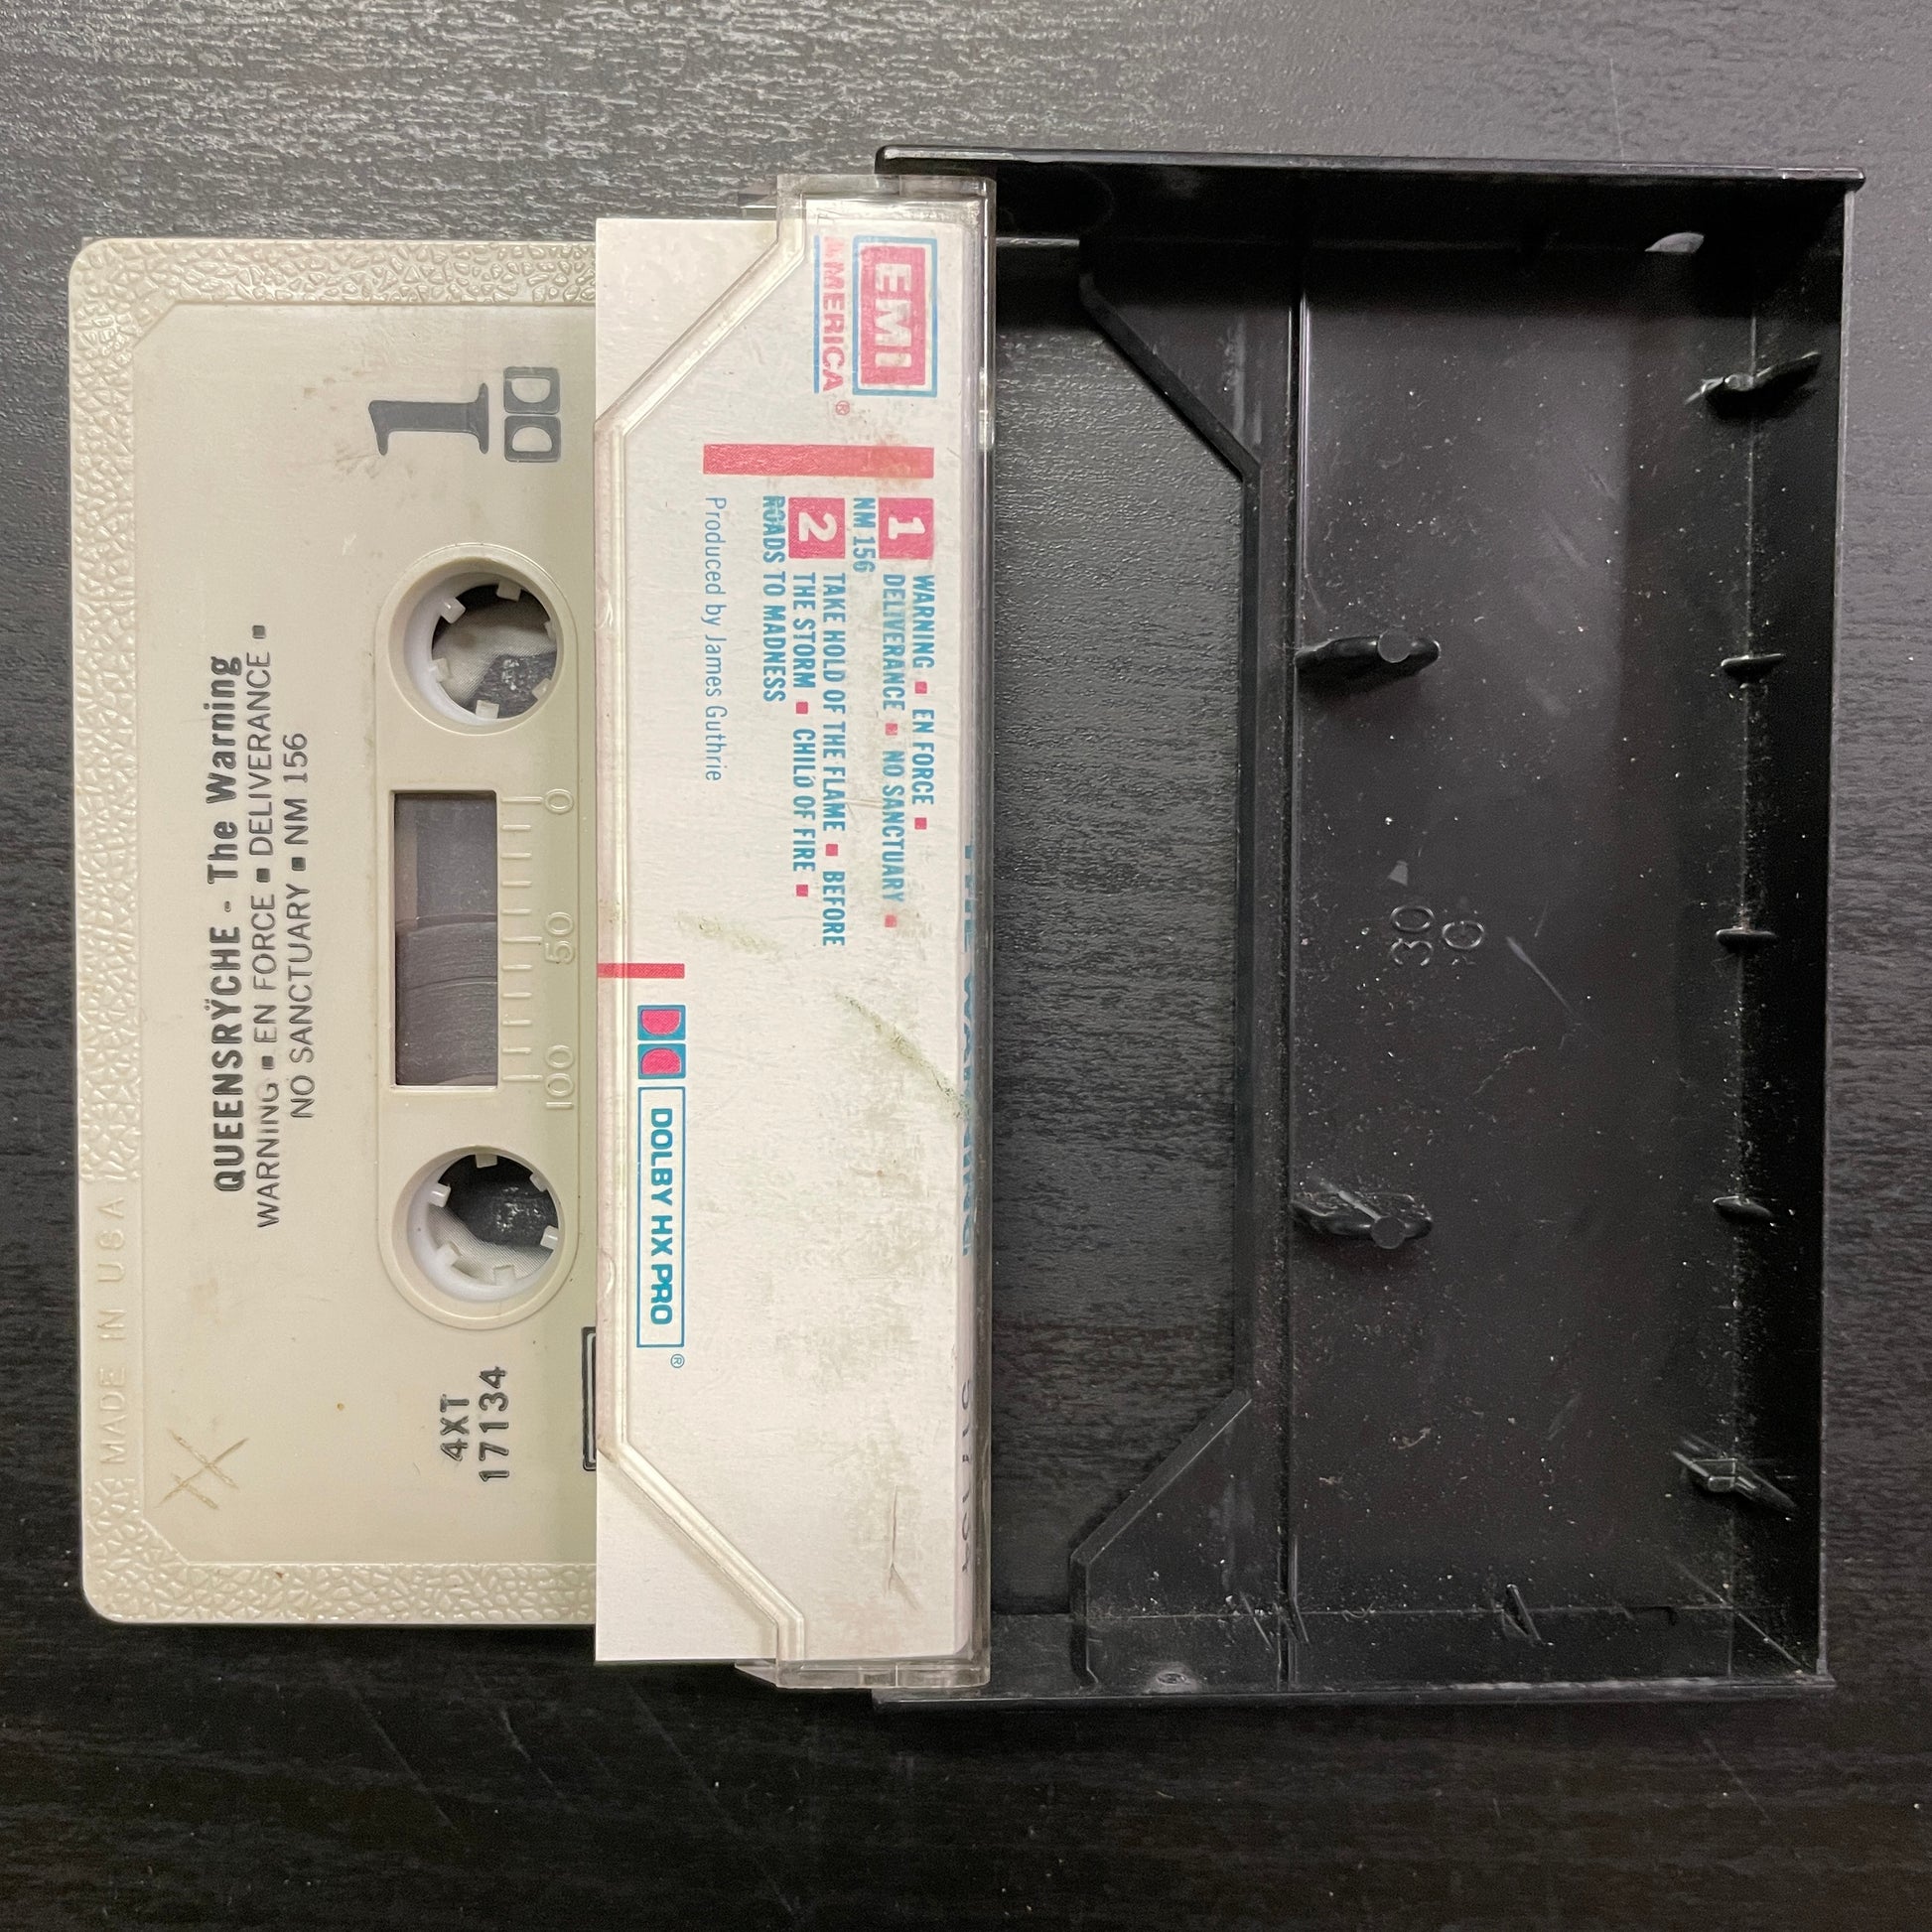 1
QUEENSRŸCHE - The Warning
WARNING ▪ EN FORCE ▪ DELIVERANCE ▪
NO SANCTUARY ▪ NM 156
0 50 100
4XT
17134
MADE IN U S A
EMI
AMERICA®
1 WARNING ▪ EN FORCE ▪
DELIVERANCE ▪ NO SANCTUARY ▪
NM 156
2 TAKE HOLD OF THE FLAME ▪ BEFORE
THE STORM ▪ CHILD OF FIRE ▪
ROADS TO MADNESS
Produced by James Guthrie
DOLBY HX PRO®
THE WARNING
30
G